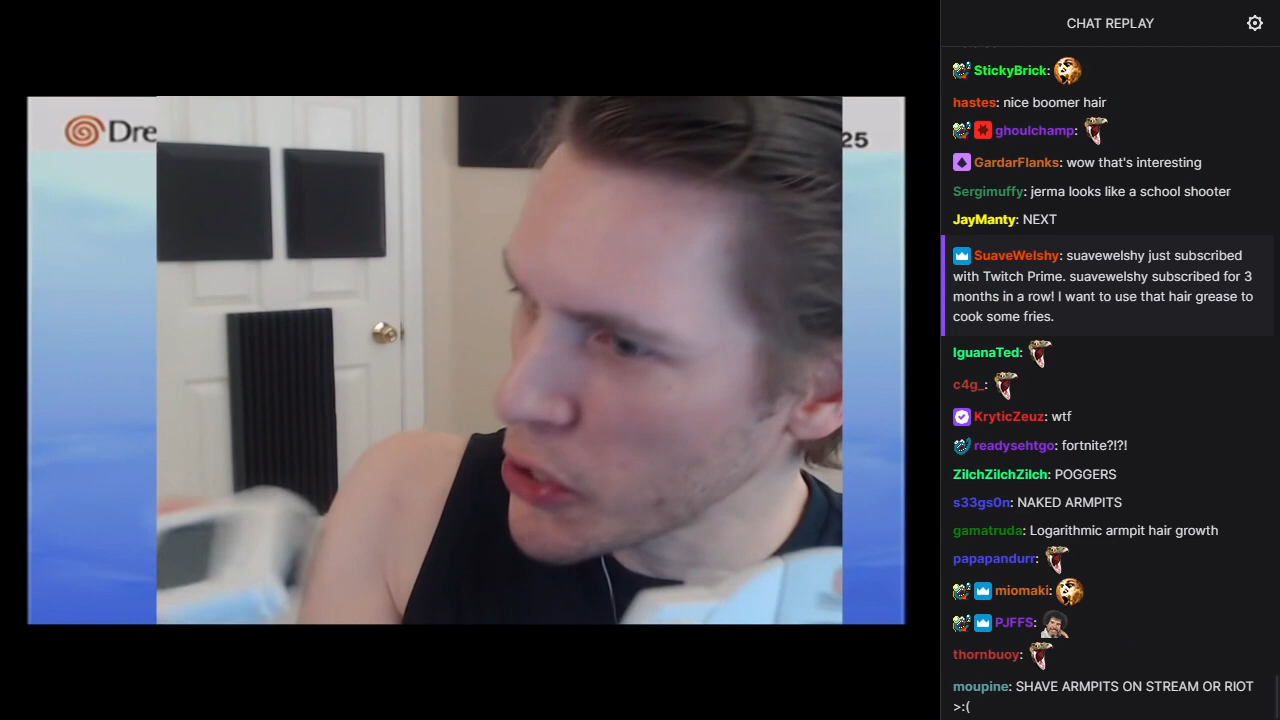 Dre
25
CHAT REPLAY
StickyBrick:
hastes: nice boomer hair
ghoulchamp:
GardarFlanks: wow that's interesting
Sergimuffy: jerma looks like a school shooter
JayManty: NEXT
SuaveWelshy: suavewelshy just subscribed
with Twitch Prime. suavewelshy subscribed for 3
months in a row! I want to use that hair grease to
cook some fries.
IguanaTed:
c4g_:
KryticZeuz: wtf
readysehtgo: fortnite?!?!
ZilchZilchZilch: POGGERS
s33gs0n: NAKED ARMPITS
gamatruda: Logarithmic armpit hair growth
papapandurr:
miomaki:
PJFFS:
thornbuoy:
moupine: SHAVE ARMPITS ON STREAM OR RIOT
>:(